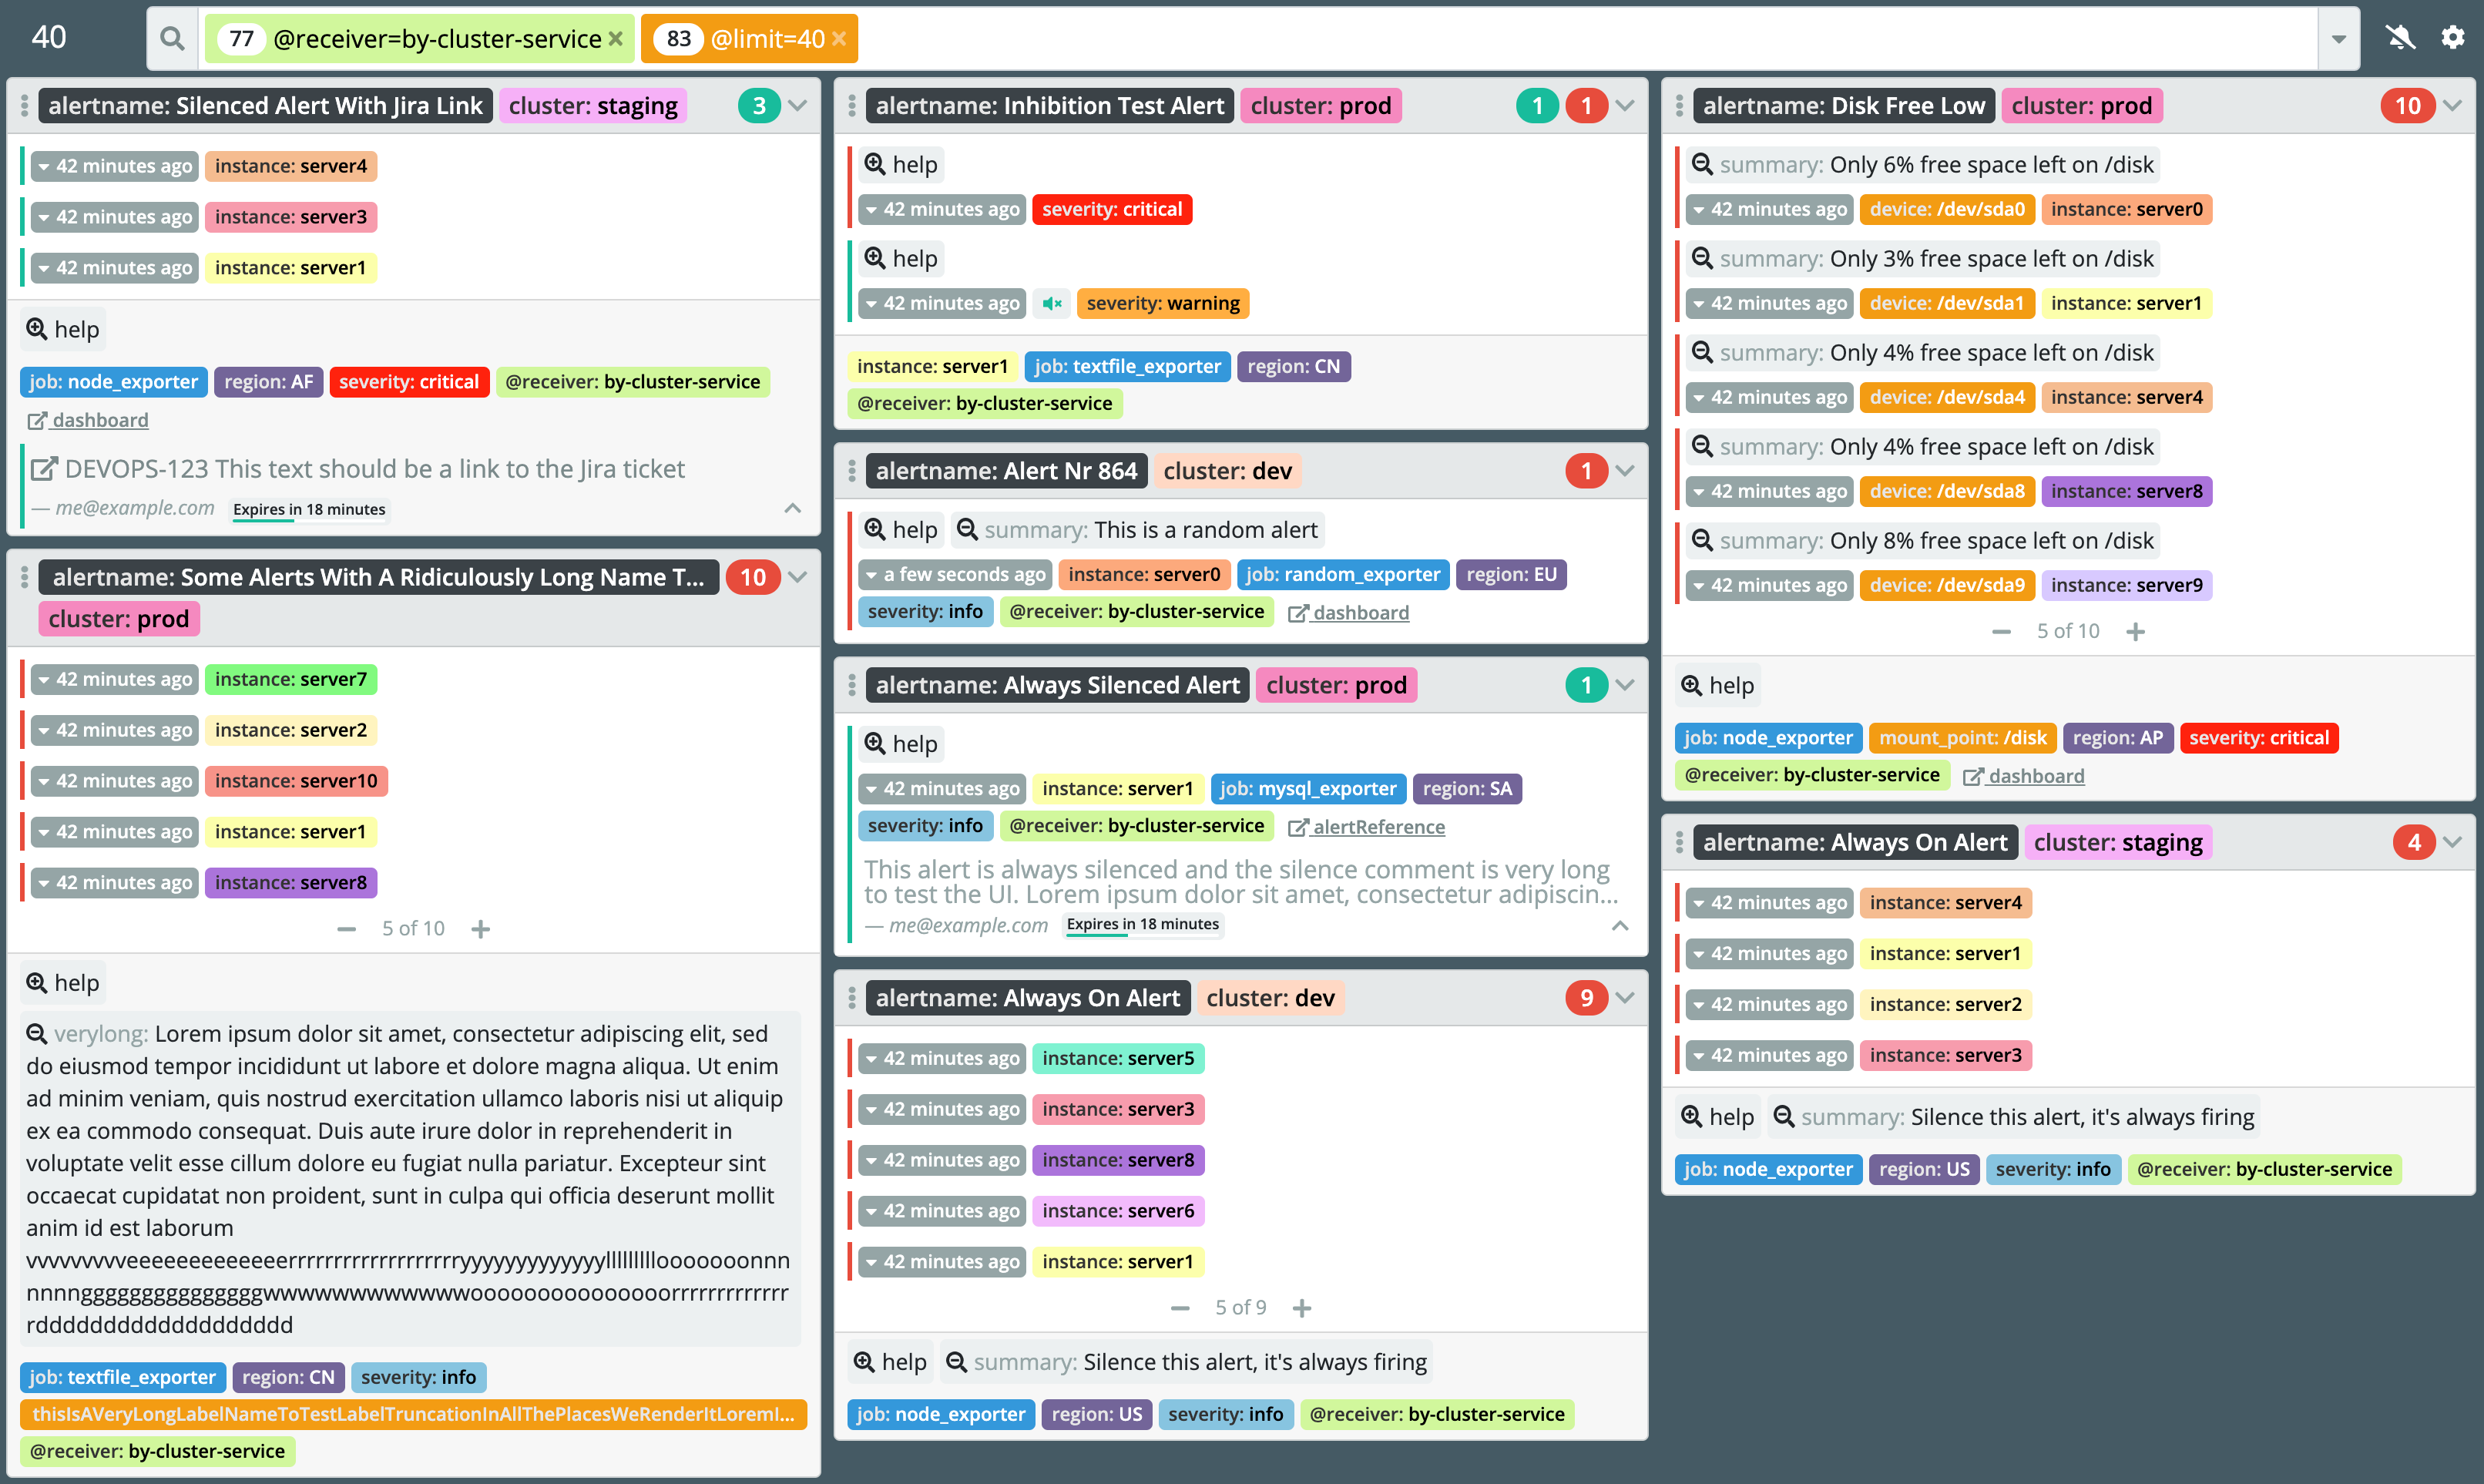 40
77 @receiver=by-cluster-service × 83 @limit=40 ×
alertname: Silenced Alert With Jira Link cluster: staging 3
42 minutes ago instance: server4
42 minutes ago instance: server3
42 minutes ago instance: server1
help
job: node_exporter region: AF severity: critical @receiver: by-cluster-service
dashboard
DEVOPS-123 This text should be a link to the Jira ticket
— me@example.com Expires in 18 minutes
alertname: Some Alerts With A Ridiculously Long Name T... 10
cluster: prod
42 minutes ago instance: server7
42 minutes ago instance: server2
42 minutes ago instance: server10
42 minutes ago instance: server1
42 minutes ago instance: server8
5 of 10
help
verylong: Lorem ipsum dolor sit amet, consectetur adipiscing elit, sed
do eiusmod tempor incididunt ut labore et dolore magna aliqua. Ut enim
ad minim veniam, quis nostrud exercitation ullamco laboris nisi ut aliquip
ex ea commodo consequat. Duis aute irure dolor in reprehenderit in
voluptate velit esse cillum dolore eu fugiat nulla pariatur. Excepteur sint
occaecat cupidatat non proident, sunt in culpa qui officia deserunt mollit
anim id est laborum
job: textfile_exporter region: CN severity: info
thisIsAVeryLongLabelNameToTestLabelTruncationInAllThePlacesWeRenderItLoremI...
@receiver: by-cluster-service
alertname: Inhibition Test Alert cluster: prod 1 1
help
42 minutes ago severity: critical
help
42 minutes ago severity: warning
instance: server1 job: textfile_exporter region: CN
@receiver: by-cluster-service
alertname: Alert Nr 864 cluster: dev 1
help summary: This is a random alert
a few seconds ago instance: server0 job: random_exporter region: EU
severity: info @receiver: by-cluster-service dashboard
alertname: Always Silenced Alert cluster: prod 1
help
42 minutes ago instance: server1 job: mysql_exporter region: SA
severity: info @receiver: by-cluster-service alertReference
This alert is always silenced and the silence comment is very long
to test the UI. Lorem ipsum dolor sit amet, consectetur adipiscin...
— me@example.com Expires in 18 minutes
alertname: Always On Alert cluster: dev 9
42 minutes ago instance: server5
42 minutes ago instance: server3
42 minutes ago instance: server8
42 minutes ago instance: server6
42 minutes ago instance: server1
5 of 9
help summary: Silence this alert, it's always firing
job: node_exporter region: US severity: info @receiver: by-cluster-service
alertname: Disk Free Low cluster: prod 10
summary: Only 6% free space left on /disk
42 minutes ago device: /dev/sda0 instance: server0
summary: Only 3% free space left on /disk
42 minutes ago device: /dev/sda1 instance: server1
summary: Only 4% free space left on /disk
42 minutes ago device: /dev/sda4 instance: server4
summary: Only 4% free space left on /disk
42 minutes ago device: /dev/sda8 instance: server8
summary: Only 8% free space left on /disk
42 minutes ago device: /dev/sda9 instance: server9
5 of 10
help
job: node_exporter mount_point: /disk region: AP severity: critical
@receiver: by-cluster-service dashboard
alertname: Always On Alert cluster: staging 4
42 minutes ago instance: server4
42 minutes ago instance: server1
42 minutes ago instance: server2
42 minutes ago instance: server3
help summary: Silence this alert, it's always firing
job: node_exporter region: US severity: info @receiver: by-cluster-service